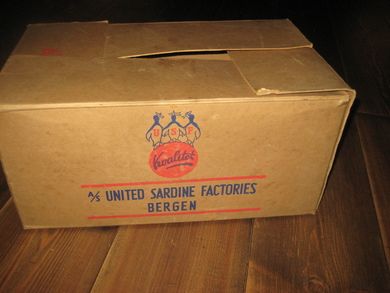 U S F
Kvalitet
A/S UNITED SARDINE FACTORIES
BERGEN